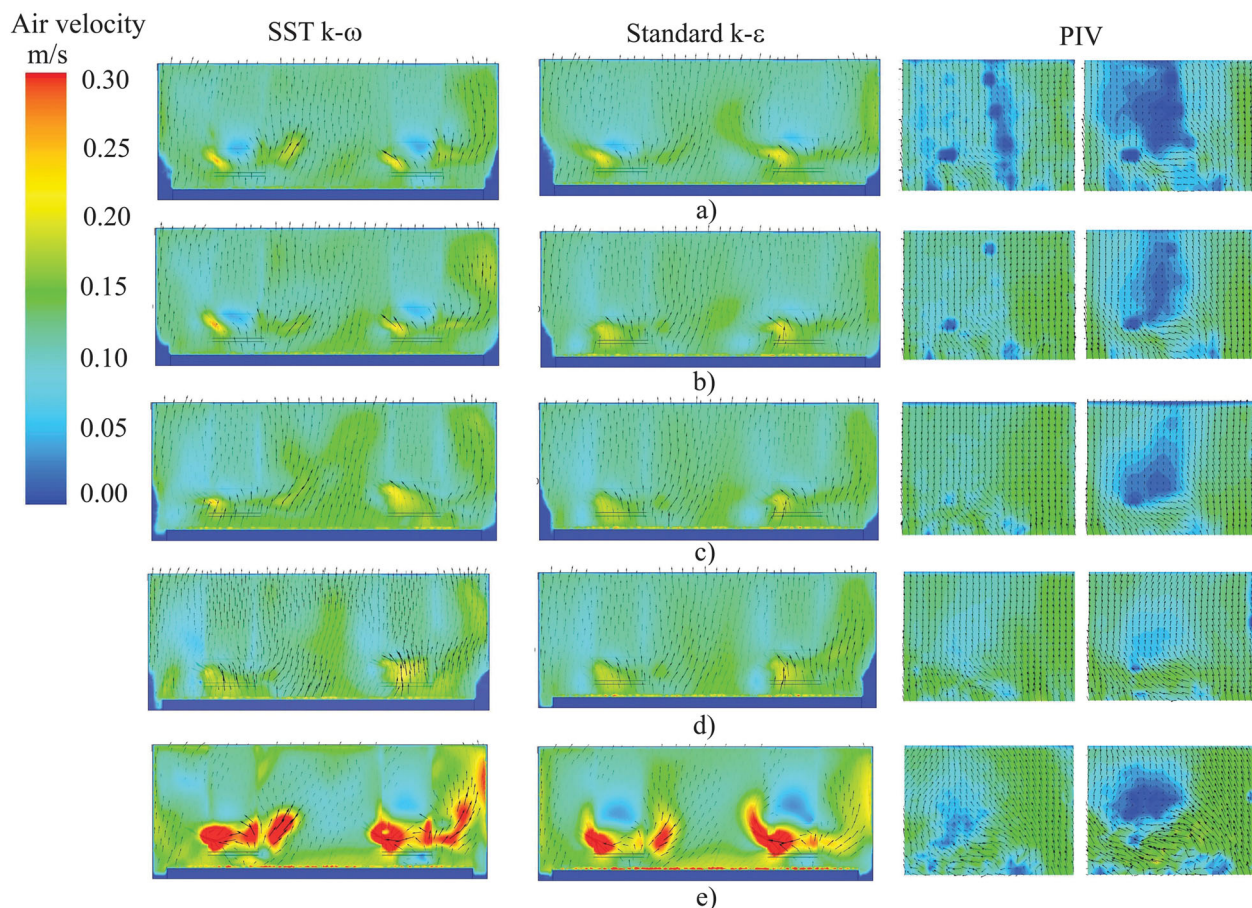 Air velocity
m/s
SST k-ω
Standard k-ε
PIV
0.30
0.25
0.20
0.15
0.10
0.05
0.00
a)
b)
c)
d)
e)